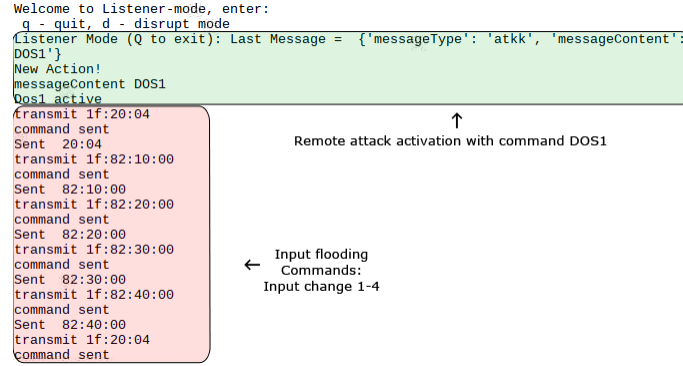 Welcome to Listener-mode, enter:
q - quit, d - disrupt mode
Listener Mode (Q to exit): Last Message =  {'messageType': 'atkk', 'messageContent':
DOS1'}
New Action!
messageContent DOS1
Dos1 active
transmit 1f:20:04
command sent
Sent  20:04
transmit 1f:82:10:00
command sent
Sent  82:10:00
transmit 1f:82:20:00
command sent
Sent  82:20:00
transmit 1f:82:30:00
command sent
Sent  82:30:00
transmit 1f:82:40:00
command sent
Sent  82:40:00
transmit 1f:20:04
command sent
↑
Remote attack activation with command DOS1
← Input flooding
Commands:
Input change 1-4